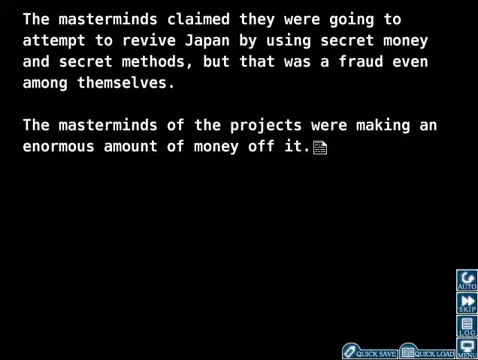 The masterminds claimed they were going to
attempt to revive Japan by using secret money
and secret methods, but that was a fraud even
among themselves.
The masterminds of the projects were making an
enormous amount of money off it.
AUTO
SKIP
LOG
QUICK SAVE
QUICK LOAD
MENU